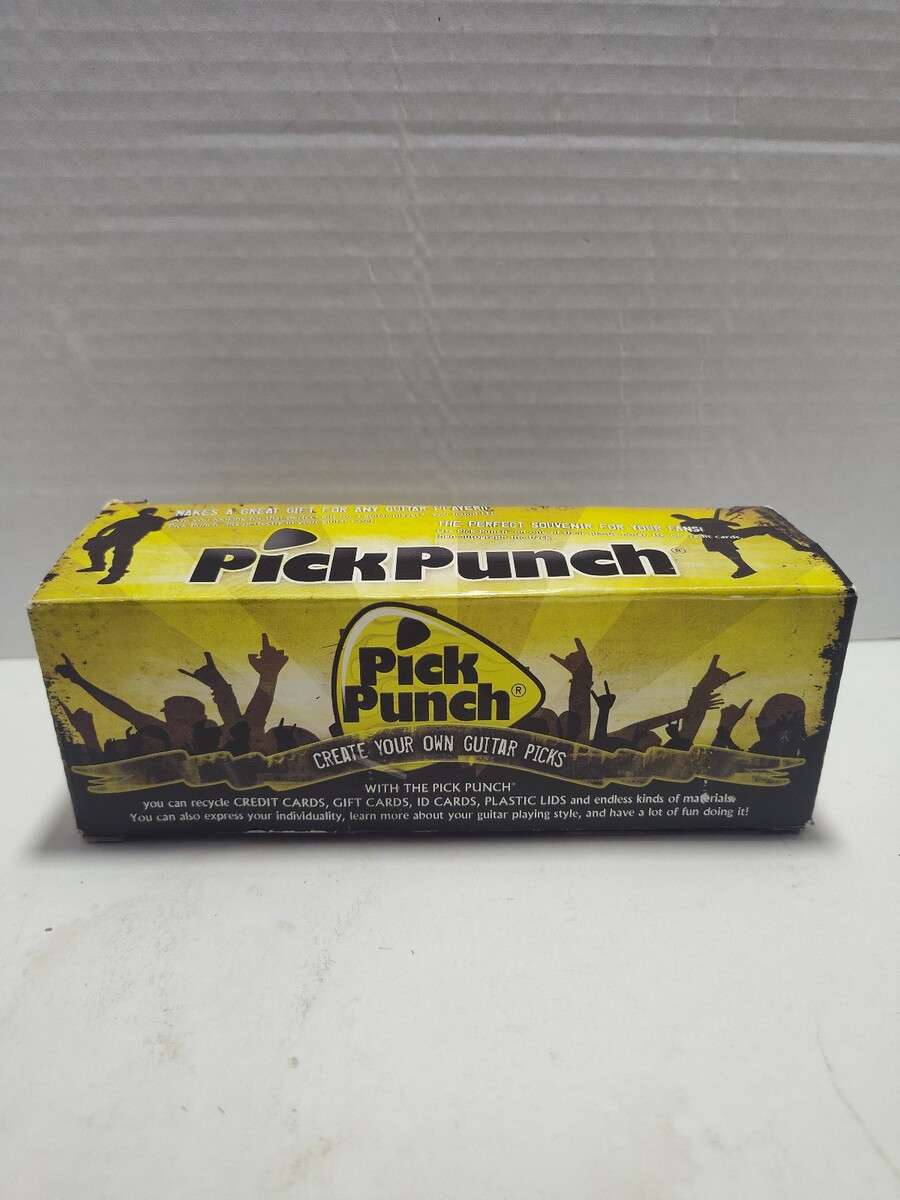 MAKES A GREAT GIFT FOR ANY GUITAR PLAYER!
THE PERFECT SOUVENIR FOR YOUR FANS!
PickPunch®
Pick
Punch®
CREATE YOUR OWN GUITAR PICKS
WITH THE PICK PUNCH®
you can recycle CREDIT CARDS, GIFT CARDS, ID CARDS, PLASTIC LIDS and endless kinds of materials.
You can also express your individuality, learn more about your guitar playing style, and have a lot of fun doing it!